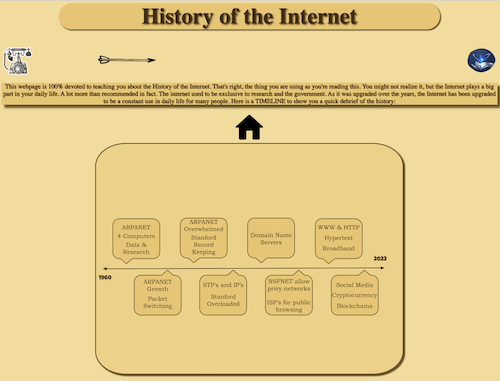 History of the Internet
This webpage is 100% devoted to teaching you about the History of the Internet. That's right, the thing you are using as you're reading this. You might not realize it, but the Internet plays a big
part in your daily life. A lot more than recommended in fact. The internet used to be exclusive to research and the government. As it was upgraded over the years, the Internet has been upgraded
to be a constant use in daily life for many people. Here is a TIMELINE to show you a quick debrief of the history:
ARPANET
4 Computers
Data &
Research
ARPANET
Overwhelmed
Stanford
Record
Keeping
Domain Name
Servers
WWW & HTTP
Hypertext
Broadband
1960
2023
ARPANET
Growth
Packet
Switching
STP's and IP's
Stanford
Overloaded
NSFNET allow
privy networks
ISP's for public
browsing
Social Media
Cryptocurrency
Blockchains